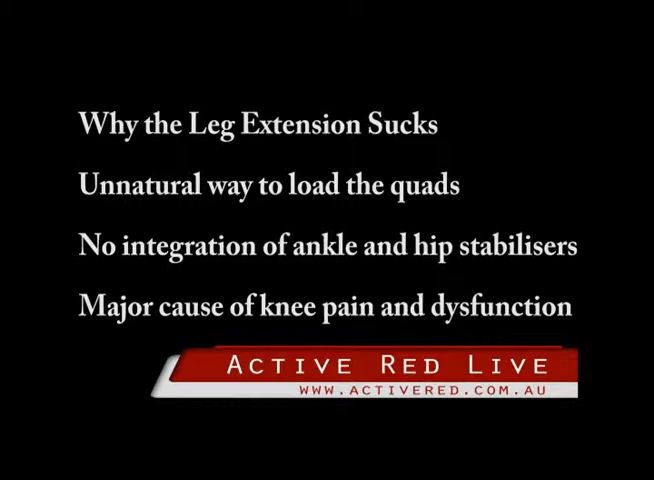 Why the Leg Extension Sucks
Unnatural way to load the quads
No integration of ankle and hip stabilisers
Major cause of knee pain and dysfunction
Active Red Live
www.activered.com.au